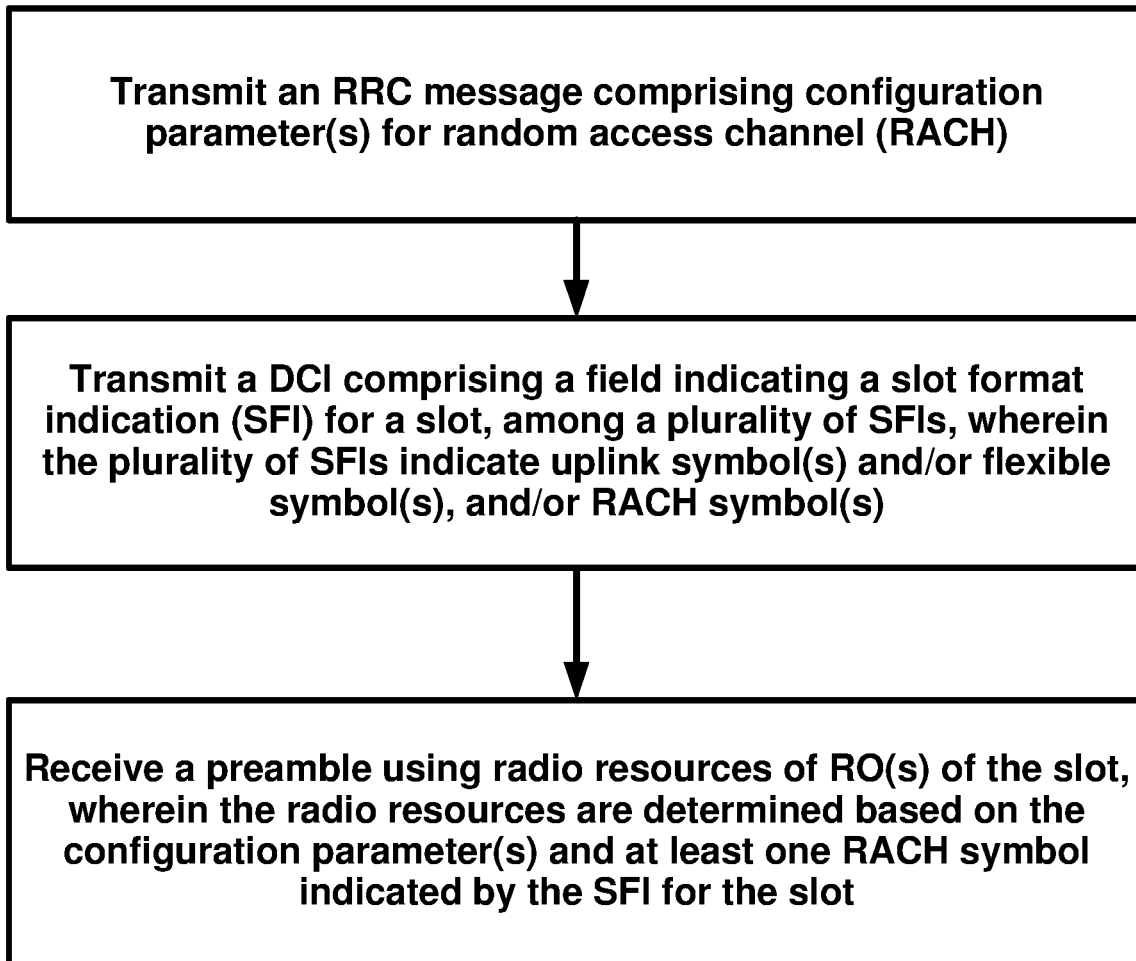 Transmit an RRC message comprising configuration
parameter(s) for random access channel (RACH)
Transmit a DCI comprising a field indicating a slot format
indication (SFI) for a slot, among a plurality of SFIs, wherein
the plurality of SFIs indicate uplink symbol(s) and/or flexible
symbol(s), and/or RACH symbol(s)
Receive a preamble using radio resources of RO(s) of the slot,
wherein the radio resources are determined based on the
configuration parameter(s) and at least one RACH symbol
indicated by the SFI for the slot